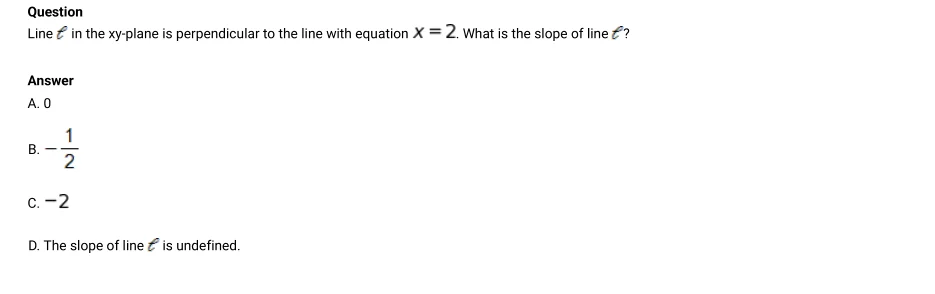 Question
Line ℓ in the xy-plane is perpendicular to the line with equation x = 2. What is the slope of line ℓ?
Answer
A. 0
B. −1/2
C. −2
D. The slope of line ℓ is undefined.